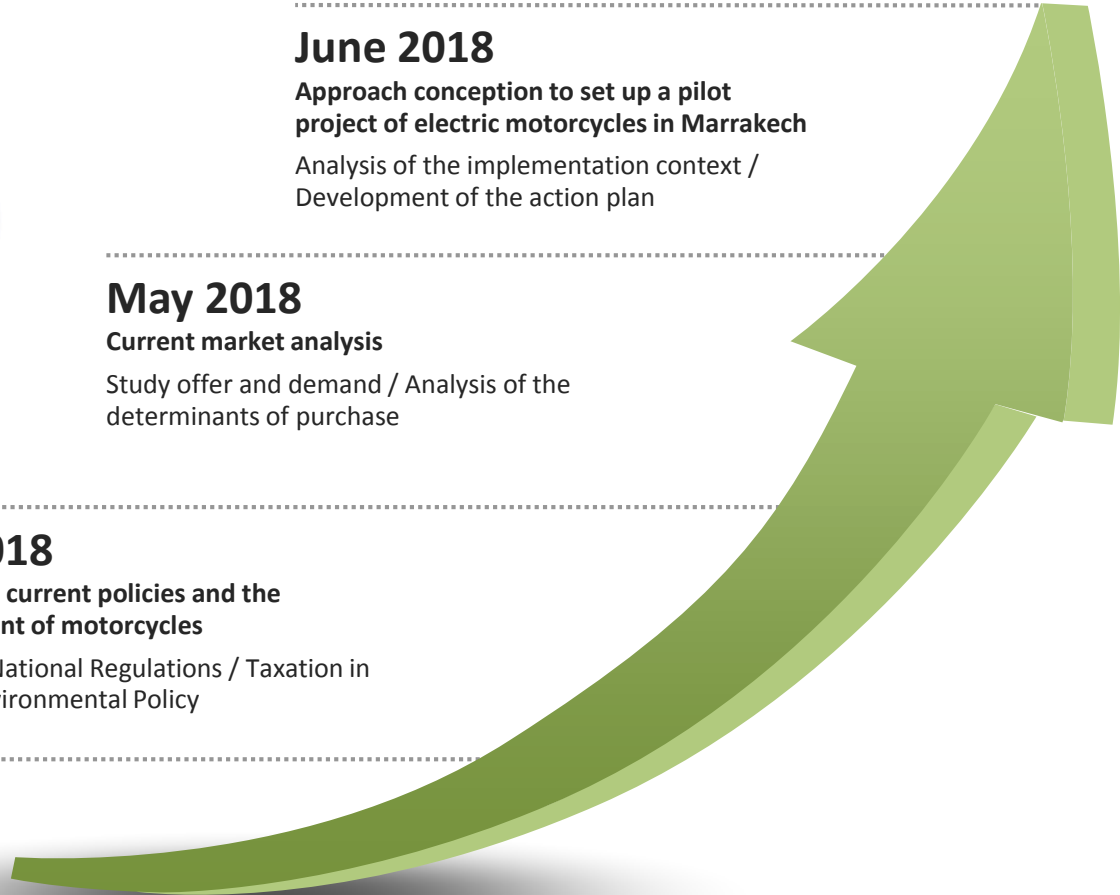 June 2018
Approach conception to set up a pilot
project of electric motorcycles in Marrakech
Analysis of the implementation context /
Development of the action plan
May 2018
Current market analysis
Study offer and demand / Analysis of the
determinants of purchase
018
current policies and the
nt of motorcycles
National Regulations / Taxation in
vironmental Policy